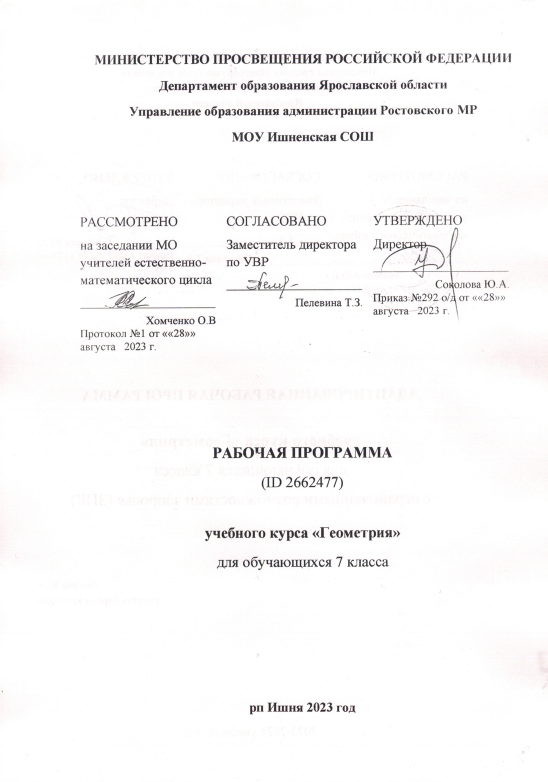 МИНИСТЕРСТВО ПРОСВЕЩЕНИЯ РОССИЙСКОЙ ФЕДЕРАЦИИ
Департамент образования Ярославской области
Управление образования администрации Ростовского МР
МОУ Ишненская СОШ
РАССМОТРЕНО
на заседании МО
учителей естественно-
математического цикла
Хомченко О.В
Протокол №1 от ««28»»
августа 2023 г.
СОГЛАСОВАНО
Заместитель директора
по УВР
Пелевина Т.З.
УТВЕРЖДЕНО
Директор
Соколова Ю.А.
Приказ №292 о/д от ««28»»
августа 2023 г.
РАБОЧАЯ ПРОГРАММА
(ID 2662477)
учебного курса «Геометрия»
для обучающихся 7 класса
рп Ишня 2023 год